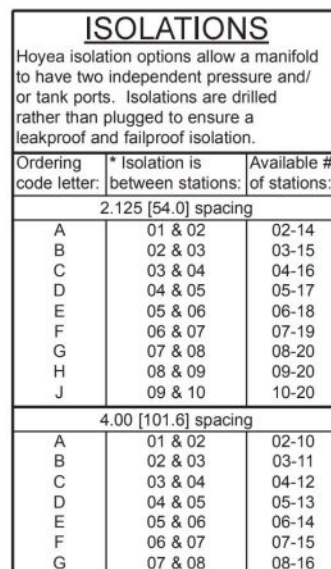 ISOLATIONS
Hoyea isolation options allow a manifold
to have two independent pressure and/
or tank ports. Isolations are drilled
rather than plugged to ensure a
leakproof and failproof isolation.
Ordering code letter: * Isolation is between stations: Available # of stations:
2.125 [54.0] spacing
A 01 & 02 02-14
B 02 & 03 03-15
C 03 & 04 04-16
D 04 & 05 05-17
E 05 & 06 06-18
F 06 & 07 07-19
G 07 & 08 08-20
H 08 & 09 09-20
J 09 & 10 10-20
4.00 [101.6] spacing
A 01 & 02 02-10
B 02 & 03 03-11
C 03 & 04 04-12
D 04 & 05 05-13
E 05 & 06 06-14
F 06 & 07 07-15
G 07 & 08 08-16